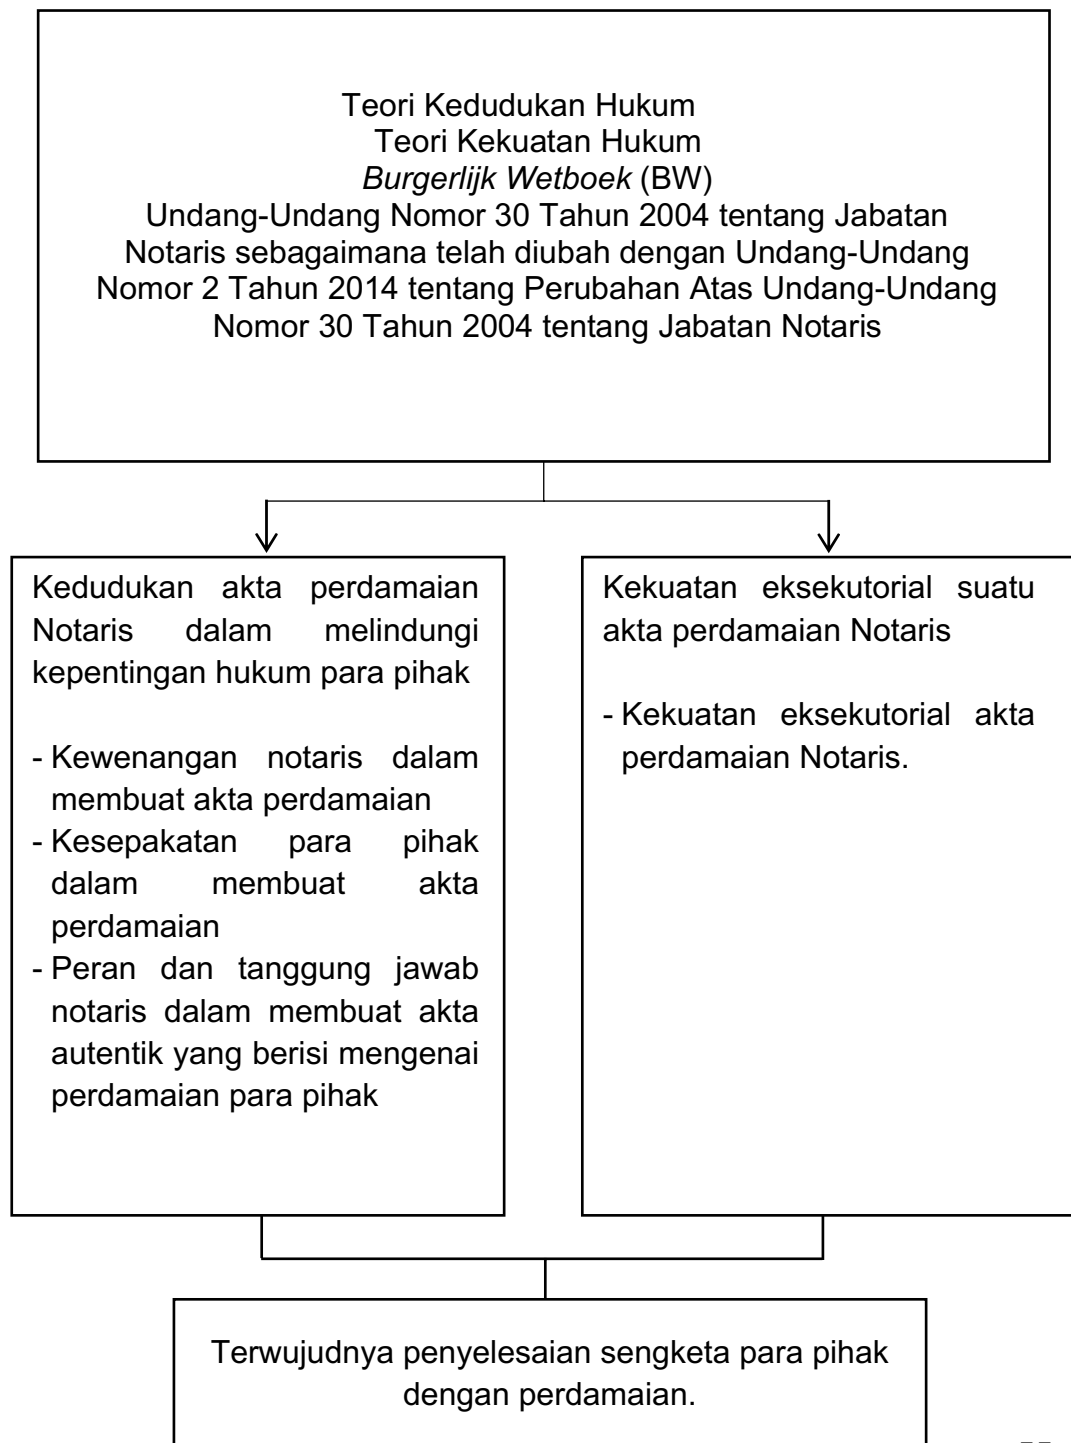 Teori Kedudukan Hukum
Teori Kekuatan Hukum
Burgerlijk Wetboek (BW)
Undang-Undang Nomor 30 Tahun 2004 tentang Jabatan
Notaris sebagaimana telah diubah dengan Undang-Undang
Nomor 2 Tahun 2014 tentang Perubahan Atas Undang-Undang
Nomor 30 Tahun 2004 tentang Jabatan Notaris
Kedudukan akta perdamaian
Notaris dalam melindungi
kepentingan hukum para pihak
- Kewenangan notaris dalam
membuat akta perdamaian
- Kesepakatan para pihak
dalam membuat akta
perdamaian
- Peran dan tanggung jawab
notaris dalam membuat akta
autentik yang berisi mengenai
perdamaian para pihak
Kekuatan eksekutorial suatu
akta perdamaian Notaris
- Kekuatan eksekutorial akta
perdamaian Notaris.
Terwujudnya penyelesaian sengketa para pihak
dengan perdamaian.